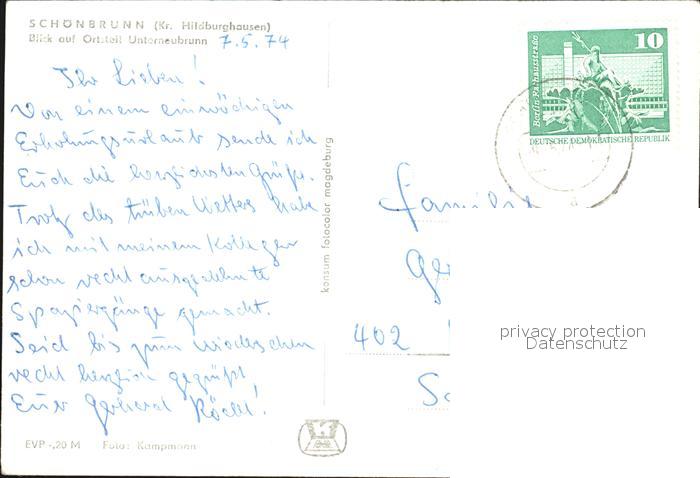 SCHÖNBRUNN (Kr. Hildburghausen)
Blick auf Ortsteil Unterneubrunn 7.5.74
Ihr Lieben!
Von einem einwöchigen
Erholungsurlaub sende ich
Euch die herzlichsten Grüße.
Trotz des trüben Wetters habe
ich mit meinem Kollegen
schon recht ausgedehnte
Spaziergänge gemacht.
Seid bis zum Wiedersehen
recht herzlich gegrüßt
Euer Gerhard
EVP -,20 M Foto: Kampmann
konsum fotocolor magdeburg
Berlin, Rathausstraße
10
DEUTSCHE DEMOKRATISCHE REPUBLIK
Familie
402
privacy protection
Datenschutz